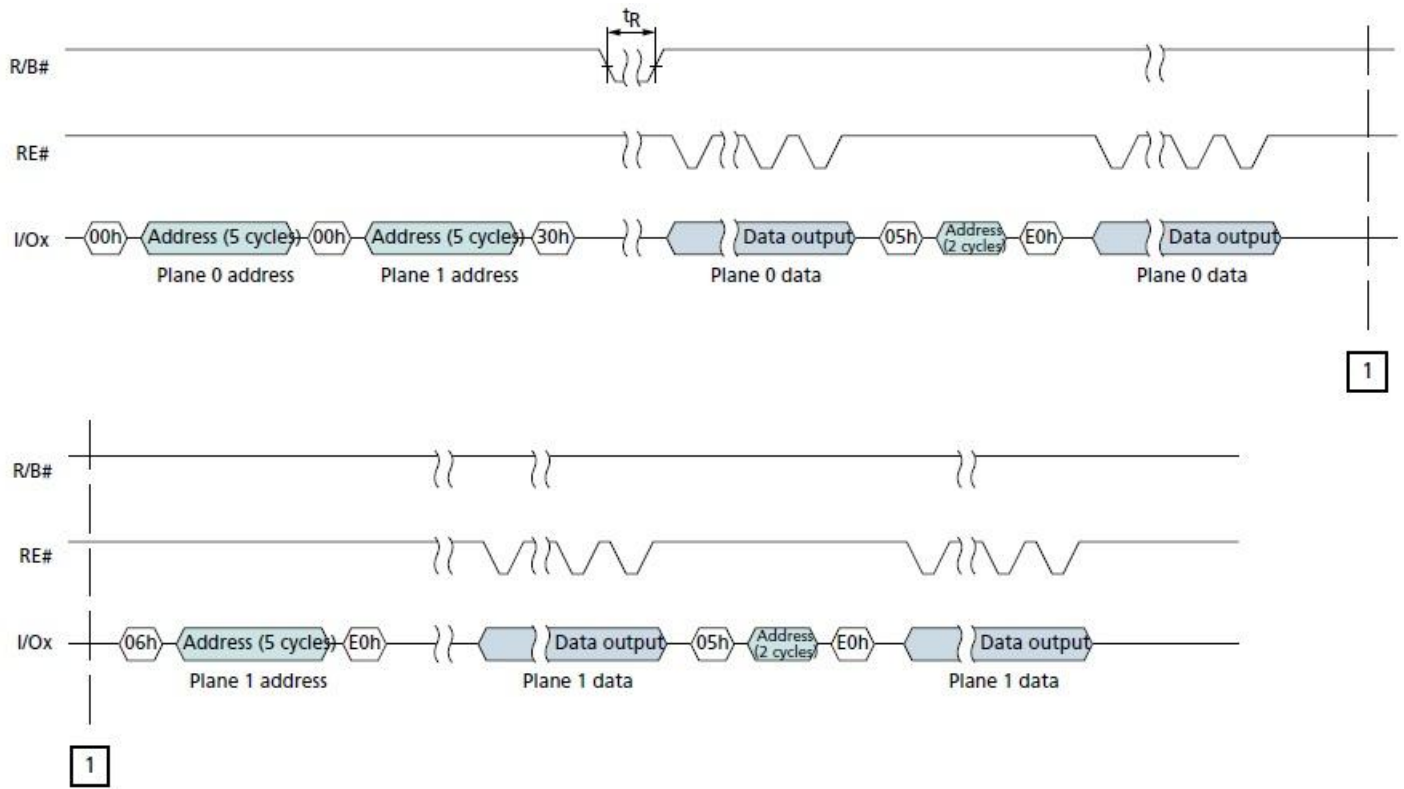 tR
R/B#
RE#
I/Ox 00h Address (5 cycles) 00h Address (5 cycles) 30h Data output 05h Address (2 cycles) E0h Data output
Plane 0 address Plane 1 address Plane 0 data Plane 0 data
1
R/B#
RE#
I/Ox 06h Address (5 cycles) E0h Data output 05h Address (2 cycles) E0h Data output
Plane 1 address Plane 1 data Plane 1 data
1